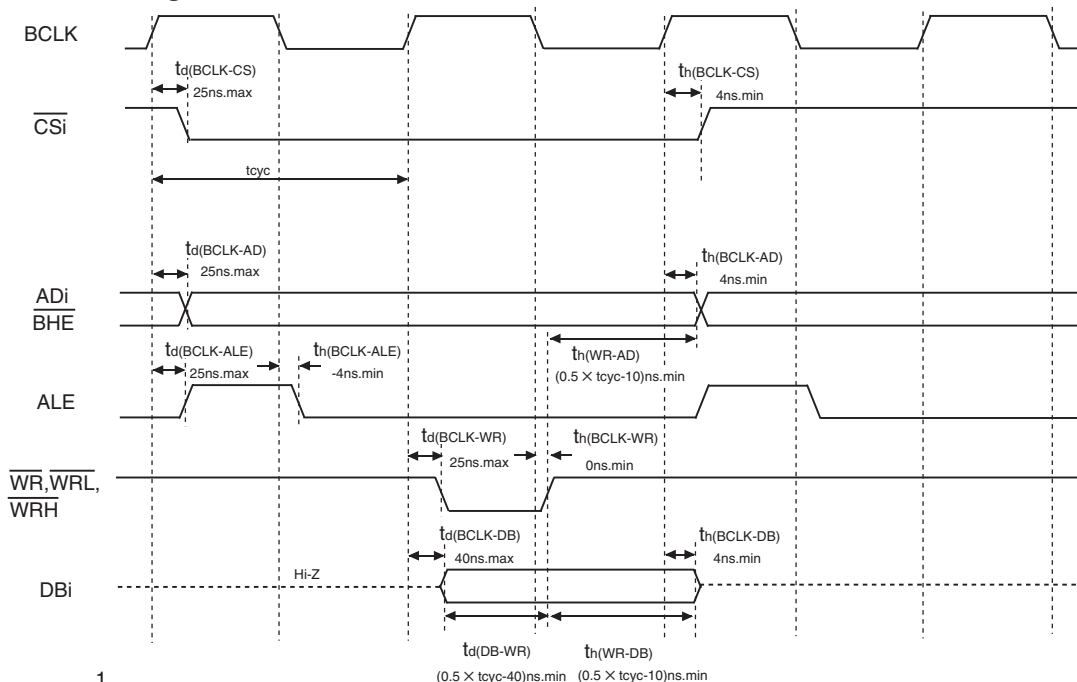 BCLK
td(BCLK-CS)
25ns.max
th(BCLK-CS)
4ns.min
CSi
tcyc
td(BCLK-AD)
25ns.max
th(BCLK-AD)
4ns.min
ADi
BHE
td(BCLK-ALE)
25ns.max
th(BCLK-ALE)
-4ns.min
th(WR-AD)
(0.5 × tcyc-10)ns.min
ALE
td(BCLK-WR)
25ns.max
th(BCLK-WR)
0ns.min
WR,WRL,
WRH
td(BCLK-DB)
40ns.max
th(BCLK-DB)
4ns.min
Hi-Z
DBi
td(DB-WR)
(0.5 × tcyc-40)ns.min
th(WR-DB)
(0.5 × tcyc-10)ns.min
1